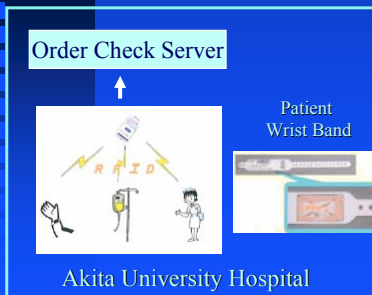 Order Check Server
Patient
Wrist Band
RFID
Akita University Hospital